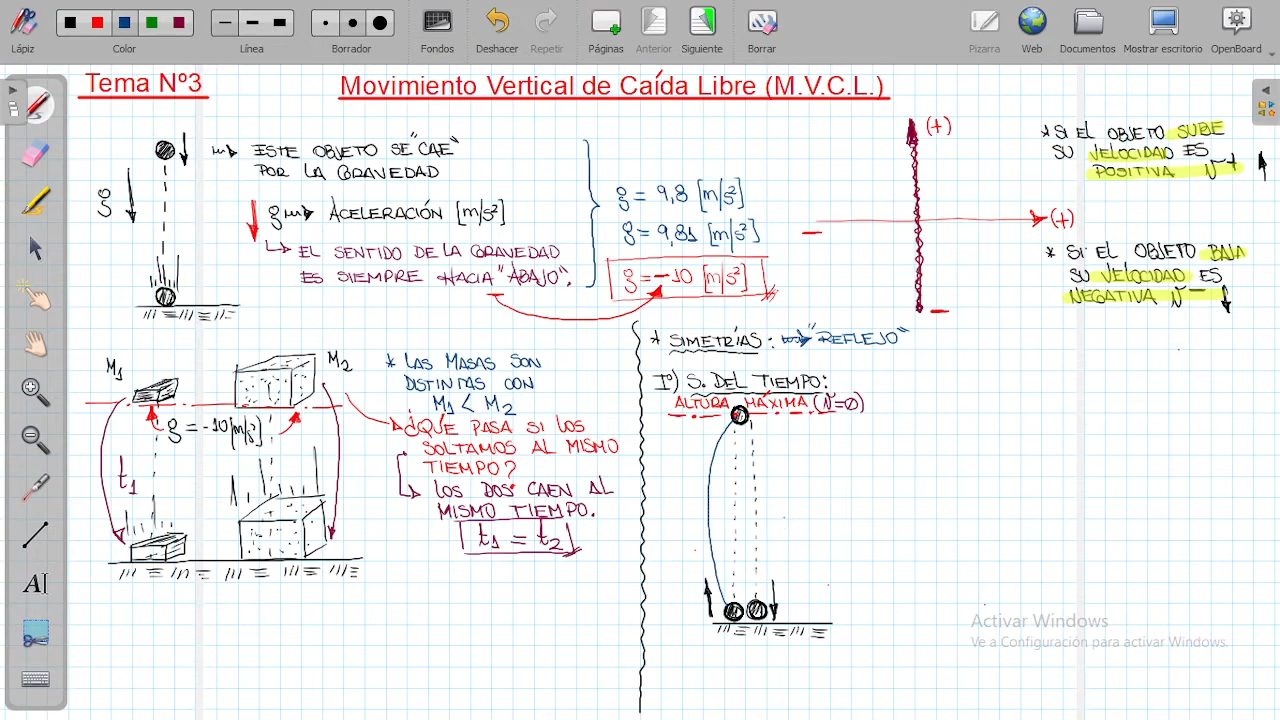 Lápiz
Color
Línea
Borrador
Fondos
Deshacer
Repetir
Páginas
Anterior
Siguiente
Borrar
Pizarra
Web
Documentos
Mostrar escritorio
OpenBoard
Tema Nº3
Movimiento Vertical de Caída Libre (M.V.C.L.)
ESTE OBJETO SE "CAE"
POR LA GRAVEDAD
g
g ACELERACIÓN [m/s²]
EL SENTIDO DE LA GRAVEDAD
ES SIEMPRE HACIA "ABAJO".
g = 9,8 [m/s²]
g = 9,81 [m/s²]
g = -10 [m/s²]
(+)
(+)
* SI EL OBJETO SUBE
SU VELOCIDAD ES
POSITIVA V+
* SI EL OBJETO BAJA
SU VELOCIDAD ES
NEGATIVA V-
M1
M2
g = -10[m/s²]
t1
* LAS MASAS SON
DISTINTAS CON
M1 < M2
¿QUE PASA SI LOS
SOLTAMOS AL MISMO
TIEMPO?
LOS DOS CAEN AL
MISMO TIEMPO.
t1 = t2
* SIMETRÍAS: "REFLEJO"
1º) S. DEL TIEMPO:
ALTURA MÁXIMA (V=0)
AI
Activar Windows
Ve a Configuración para activar Windows.